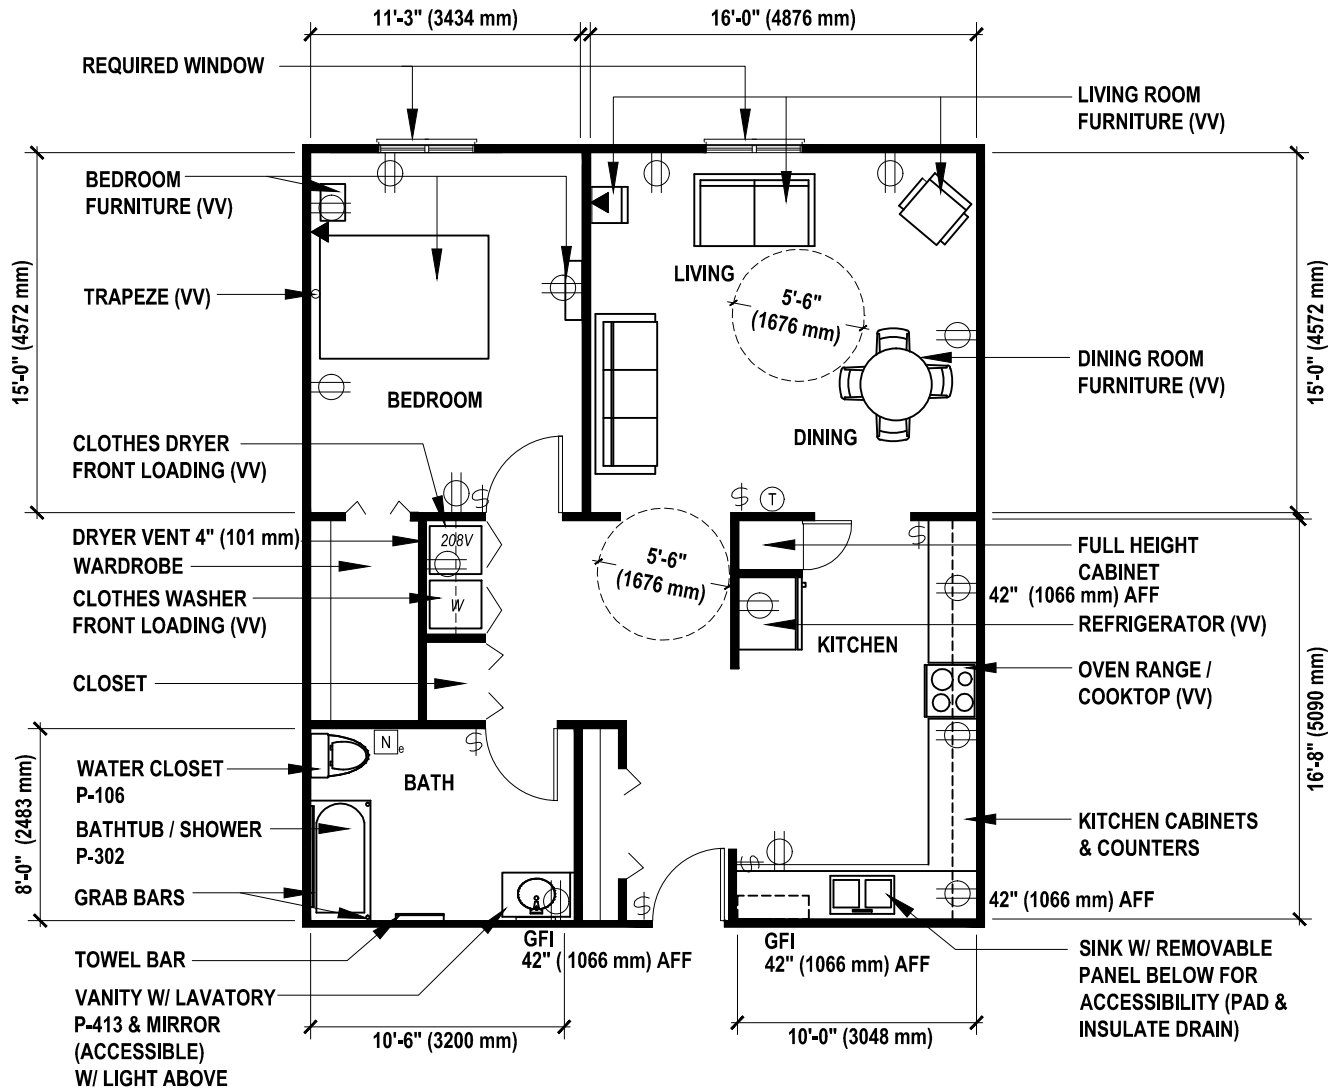 11'-3" (3434 mm)
16'-0" (4876 mm)
REQUIRED WINDOW
LIVING ROOM
FURNITURE (VV)
BEDROOM
FURNITURE (VV)
15'-0" (4572 mm)
15'-0" (4572 mm)
LIVING
TRAPEZE (VV)
5'-6"
(1676 mm)
DINING ROOM
FURNITURE (VV)
BEDROOM
DINING
CLOTHES DRYER
FRONT LOADING (VV)
$
$
T
DRYER VENT 4" (101 mm)
208V
$
WARDROBE
5'-6"
(1676 mm)
FULL HEIGHT
CABINET
42" (1066 mm) AFF
CLOTHES WASHER
FRONT LOADING (VV)
W
REFRIGERATOR (VV)
KITCHEN
CLOSET
OVEN RANGE /
COOKTOP (VV)
16'-8" (5090 mm)
8'-0" (2483 mm)
N
e
$
BATH
WATER CLOSET
P-106
BATHTUB / SHOWER
P-302
KITCHEN CABINETS
& COUNTERS
$
GRAB BARS
$
42" (1066 mm) AFF
GFI
42" ( 1066 mm) AFF
GFI
42" (1066 mm) AFF
TOWEL BAR
SINK W/ REMOVABLE
PANEL BELOW FOR
ACCESSIBILITY (PAD &
INSULATE DRAIN)
VANITY W/ LAVATORY
P-413 & MIRROR
(ACCESSIBLE)
W/ LIGHT ABOVE
10'-6" (3200 mm)
10'-0" (3048 mm)